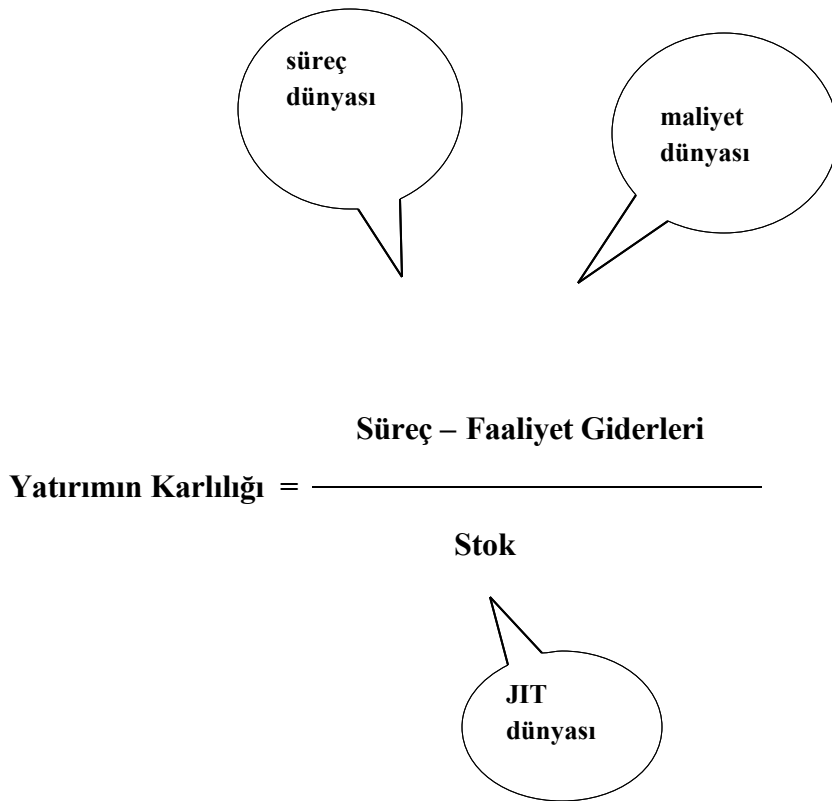 süreç
dünyası
maliyet
dünyası
Süreç – Faaliyet Giderleri
Yatırımın Karlılığı =
Stok
JIT
dünyası